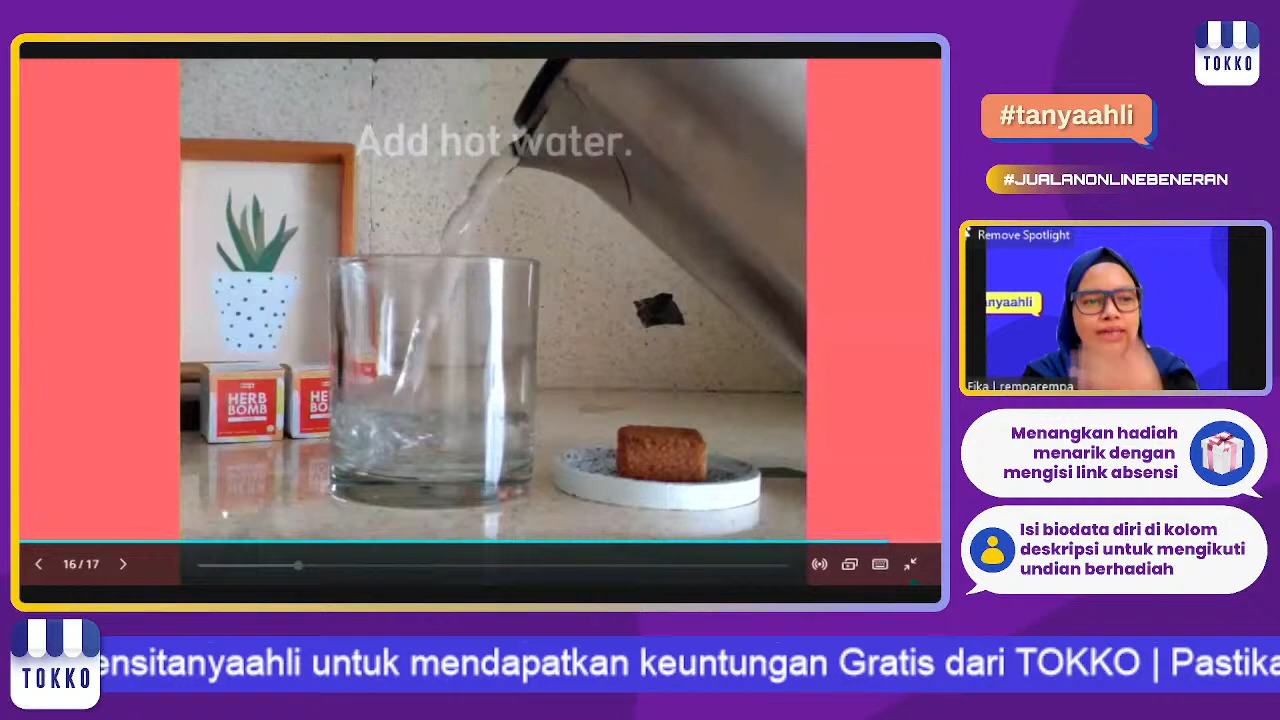 TOKKO
#tanyaahli
#JUALANONLINEBENERAN
Add hot water.
HERB
BOMB
HE
BO
16/17
Remove Spotlight
anyaahli
Fika | remparempa
Menangkan hadiah
menarik dengan
mengisi link absensi
Isi biodata diri di kolom
deskripsi untuk mengikuti
undian berhadiah
TOKKO
ensitanyaahli untuk mendapatkan keuntungan Gratis dari TOKKO | Pastika